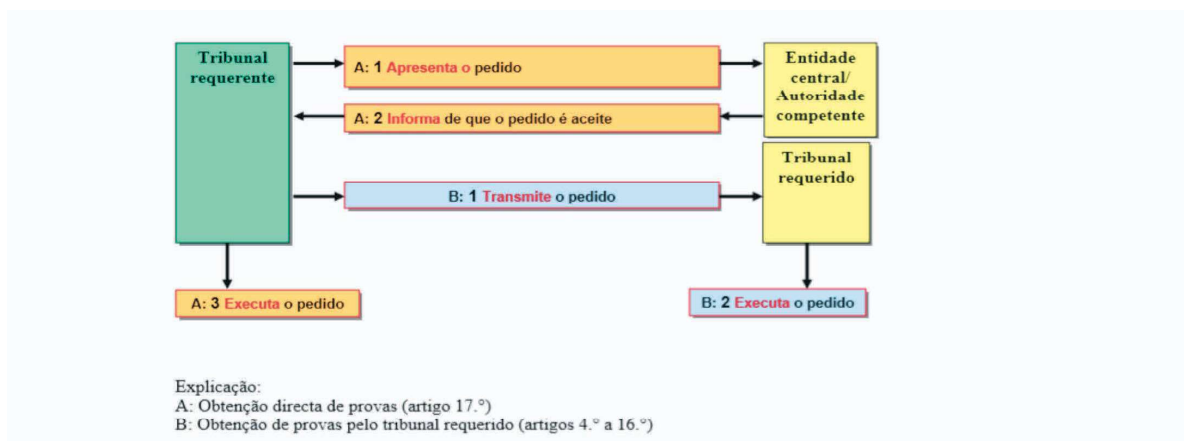 Tribunal
requerente
A: 1 Apresenta o pedido
Entidade
central/
Autoridade
competente
A: 2 Informa de que o pedido é aceite
Tribunal
requerido
B: 1 Transmite o pedido
A: 3 Executa o pedido
B: 2 Executa o pedido
Explicação:
A: Obtenção directa de provas (artigo 17.°)
B: Obtenção de provas pelo tribunal requerido (artigos 4.° a 16.°)